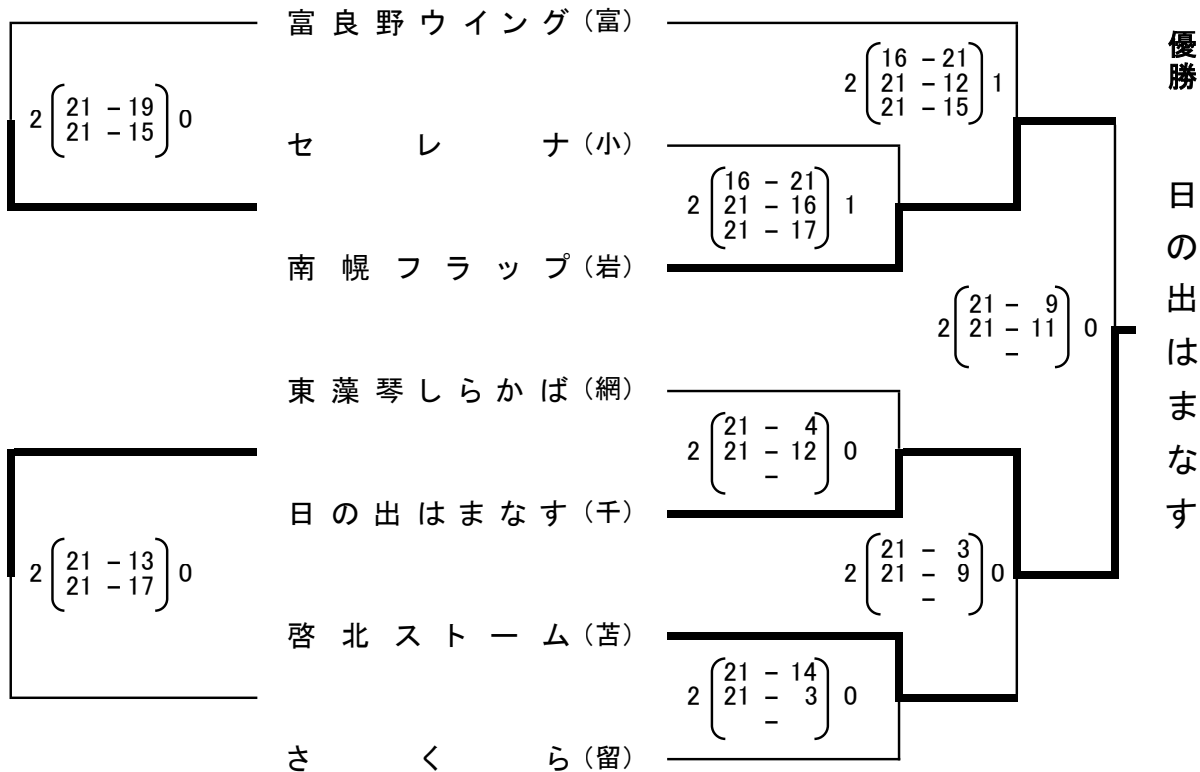 富良野ウイング(富)
セレナ(小)
南幌フラップ(岩)
東藻琴しらかば(網)
日の出はまなす(千)
啓北ストーム(苫)
さくら(留)
2 21 - 19 0
21 - 15
2 21 - 13 0
21 - 17
16 - 21
2 21 - 12 1
21 - 15
16 - 21
2 21 - 16 1
21 - 17
21 - 9
2 21 - 11 0
-
21 - 4
2 21 - 12 0
-
21 - 3
2 21 - 9 0
-
21 - 14
2 21 - 3 0
-
優勝 日の出はまなす